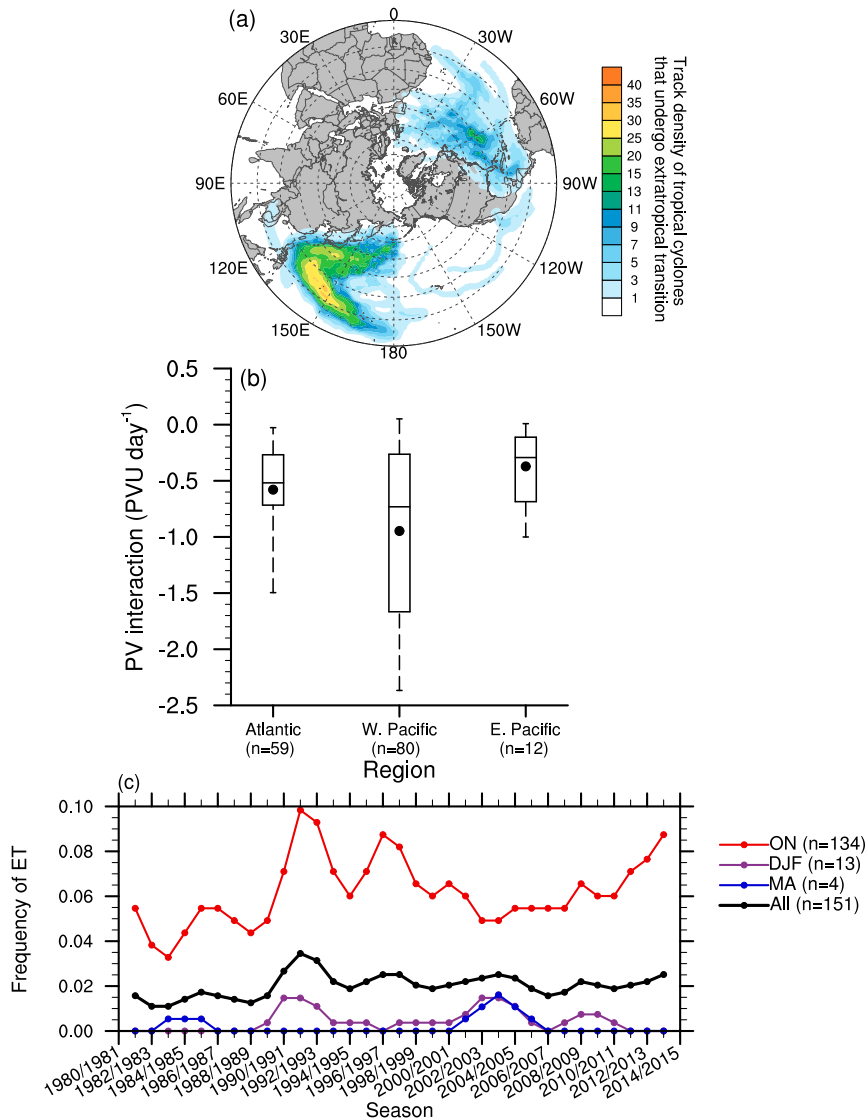 (a)
0
30E
30W
60E
60W
90E
90W
120E
120W
150E
150W
180
40
35
30
25
20
15
13
11
9
7
5
3
1
Track density of tropical cyclones
that undergo extratropical transition
(b)
PV interaction (PVU day⁻¹)
0.5
0.0
-0.5
-1.0
-1.5
-2.0
-2.5
Atlantic
(n=59)
W. Pacific
(n=80)
E. Pacific
(n=12)
Region
(c)
Frequency of ET
0.10
0.08
0.06
0.04
0.02
0.00
1980/1981
1982/1983
1984/1985
1986/1987
1988/1989
1990/1991
1992/1993
1994/1995
1996/1997
1998/1999
2000/2001
2002/2003
2004/2005
2006/2007
2008/2009
2010/2011
2012/2013
2014/2015
Season
ON (n=134)
DJF (n=13)
MA (n=4)
All (n=151)